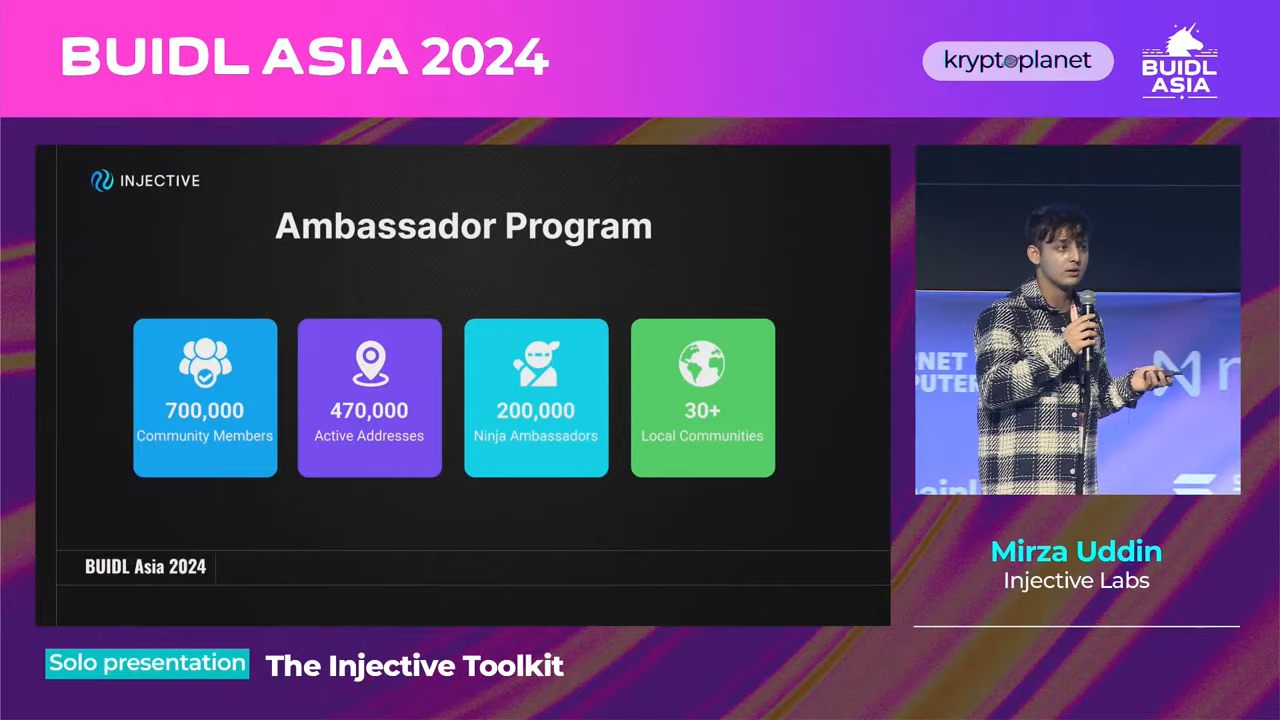 BUIDL ASIA 2024
kryptoplanet
BUIDL
ASIA
INJECTIVE
Ambassador Program
700,000
Community Members
470,000
Active Addresses
200,000
Ninja Ambassadors
30+
Local Communities
BUIDL Asia 2024
Mirza Uddin
Injective Labs
Solo presentation
The Injective Toolkit